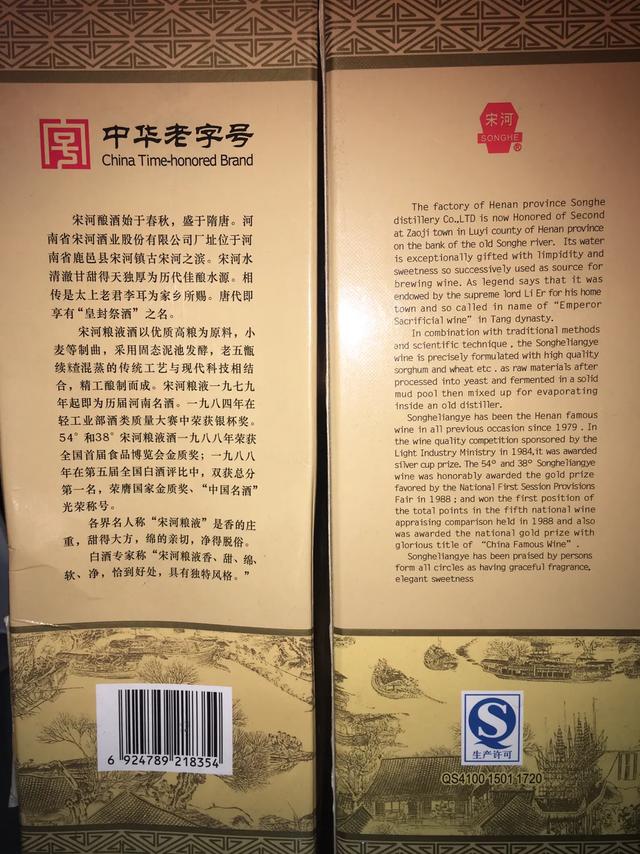 中华老字号
China Time-honored Brand
宋河酿酒始于春秋，盛于隋唐。河
南省宋河酒业股份有限公司厂址位于河
南省鹿邑县宋河镇古宋河之滨。宋河水
清澈甘甜得天独厚为历代佳酿水源。相
传是太上老君李耳为家乡所赐。唐代即
享有“皇封祭酒”之名。
宋河粮液酒以优质高粮为原料，小
麦等制曲，采用固态泥池发酵，老五甑
续糌混蒸的传统工艺与现代科技相结
合，精工酿制而成。宋河粮液一九七九
年起即为历届河南名酒。一九八四年在
轻工业部酒类质量大赛中荣获银杯奖。
54°和38°宋河粮液酒一九八八年荣获
全国首届食品博览会金质奖；一九八八
年在第五届全国白酒评比中，双获总分
第一名，荣膺国家金质奖、“中国名酒”
光荣称号。
各界名人称“宋河粮液”是香的庄
重，甜得大方，绵的亲切，净得脱俗。
白酒专家称“宋河粮液香、甜、绵、
软、净，恰到好处，具有独特风格。”
6 924789 218354
宋河
SONGHE
®
The factory of Henan province Songhe
distillery Co.,LTD is now Honored of Second
at Zaoji town in Luyi county of Henan province
on the bank of the old Songhe river. Its water
is exceptionally gifted with limpidity and
sweetness so successively used as source for
brewing wine. As legend says that it was
endowed by the supreme lord Li Er for his home
town and so called in name of “Emperor
Sacrificial wine” in Tang dynasty.
In combination with traditional methods
and scientific technique , the Songheliangye
wine is precisely formulated with high quality
sorghum and wheat etc . as raw materials after
processed into yeast and fermented in a solid
mud pool then mixed up for evaporating
inside an old distiller.
Songheliangye has been the Henan famous
wine in all previous occasion since 1979 . In
the wine quality competition sponsored by the
Light Industry Ministry in 1984,it was awarded
silver cup prize. The 54° and 38° Songheliangye
wine was honorably awarded the gold prize
favored by the National First Session Provisions
Fair in 1988 ; and won the first position of
the total points in the fifth national wine
appraising comparison held in 1988 and also
was awarded the national gold prize with
glorious title of “China Famous Wine” .
Songheliangye has been praised by persons
form all circles as having graceful fragrance,
elegant sweetness
QS
生产许可
QS4100 1501 1720